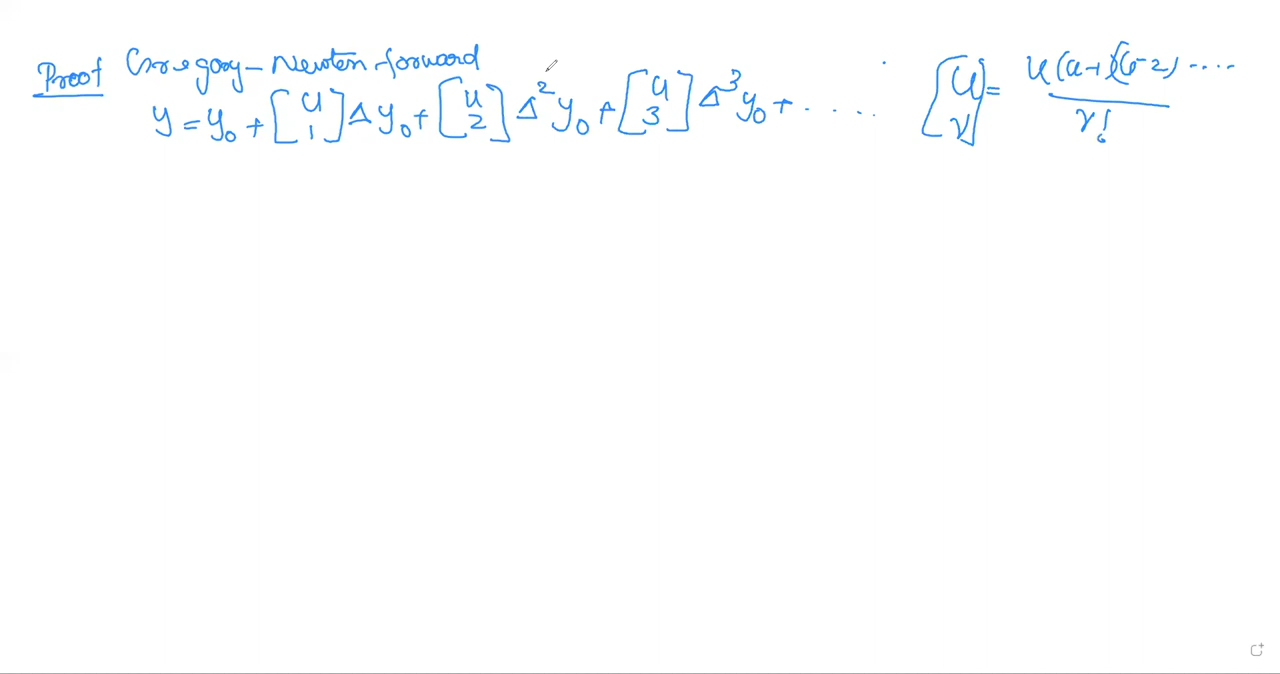 Proof Gregory-Newton forward
y = y₀ + [u 1] Δy₀ + [u 2] Δ²y₀ + [u 3] Δ³y₀ + ..... [u r] = u(u-1)(u-2)..../r!